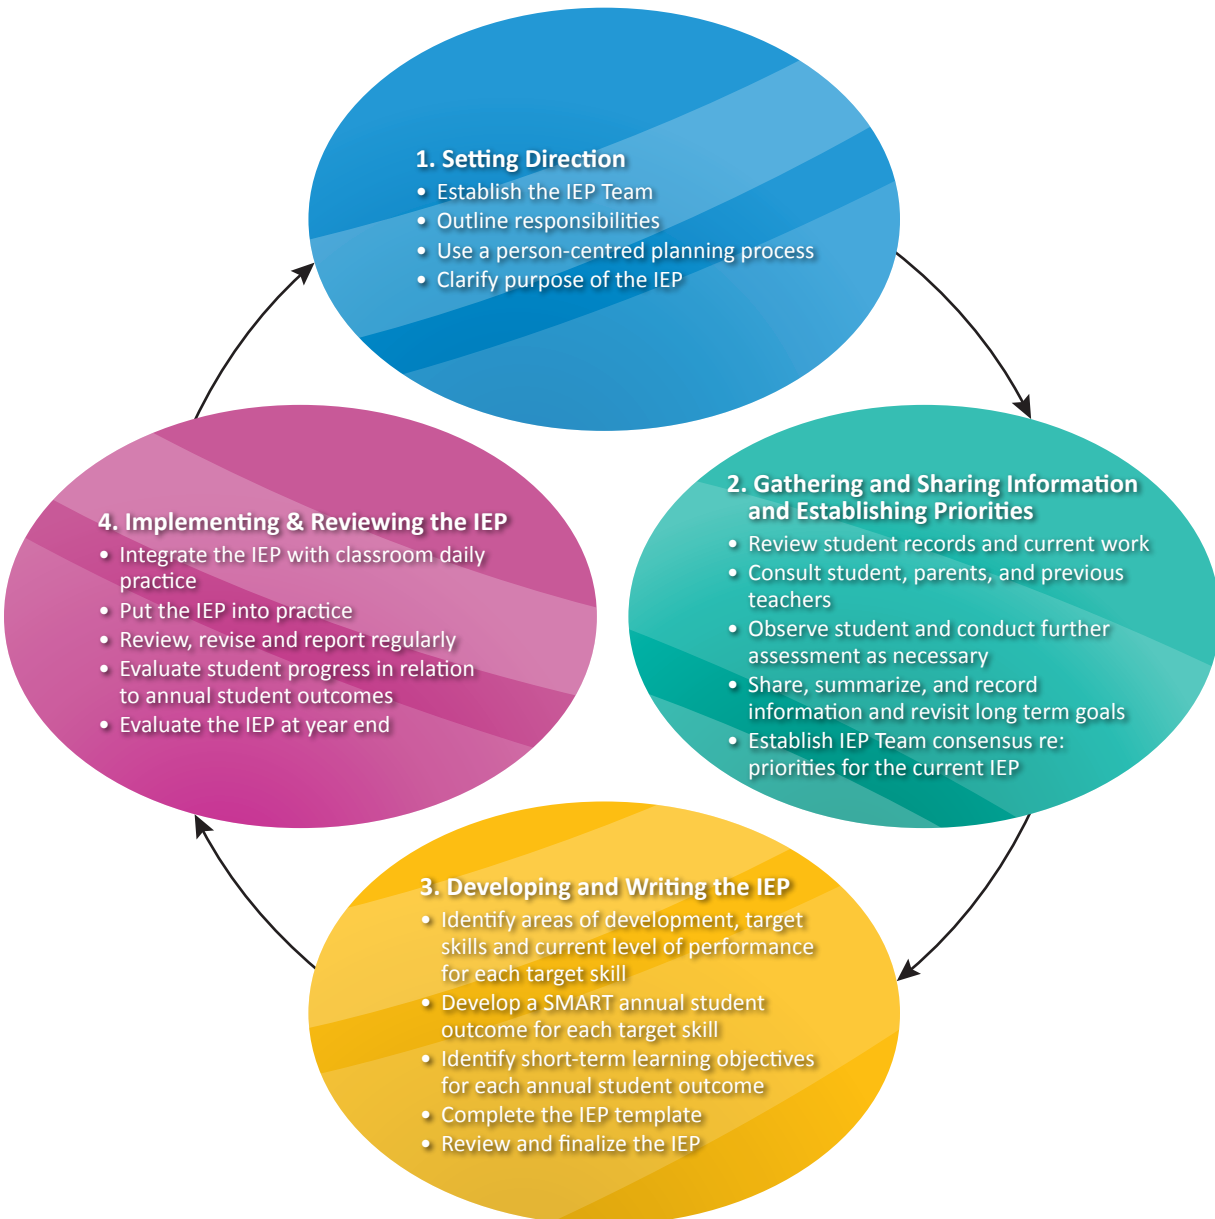 1. Setting Direction
• Establish the IEP Team
• Outline responsibilities
• Use a person-centred planning process
• Clarify purpose of the IEP
2. Gathering and Sharing Information
and Establishing Priorities
• Review student records and current work
• Consult student, parents, and previous
teachers
• Observe student and conduct further
assessment as necessary
• Share, summarize, and record
information and revisit long term goals
• Establish IEP Team consensus re:
priorities for the current IEP
3. Developing and Writing the IEP
• Identify areas of development, target
skills and current level of performance
for each target skill
• Develop a SMART annual student
outcome for each target skill
• Identify short-term learning objectives
for each annual student outcome
• Complete the IEP template
• Review and finalize the IEP
4. Implementing & Reviewing the IEP
• Integrate the IEP with classroom daily
practice
• Put the IEP into practice
• Review, revise and report regularly
• Evaluate student progress in relation
to annual student outcomes
• Evaluate the IEP at year end